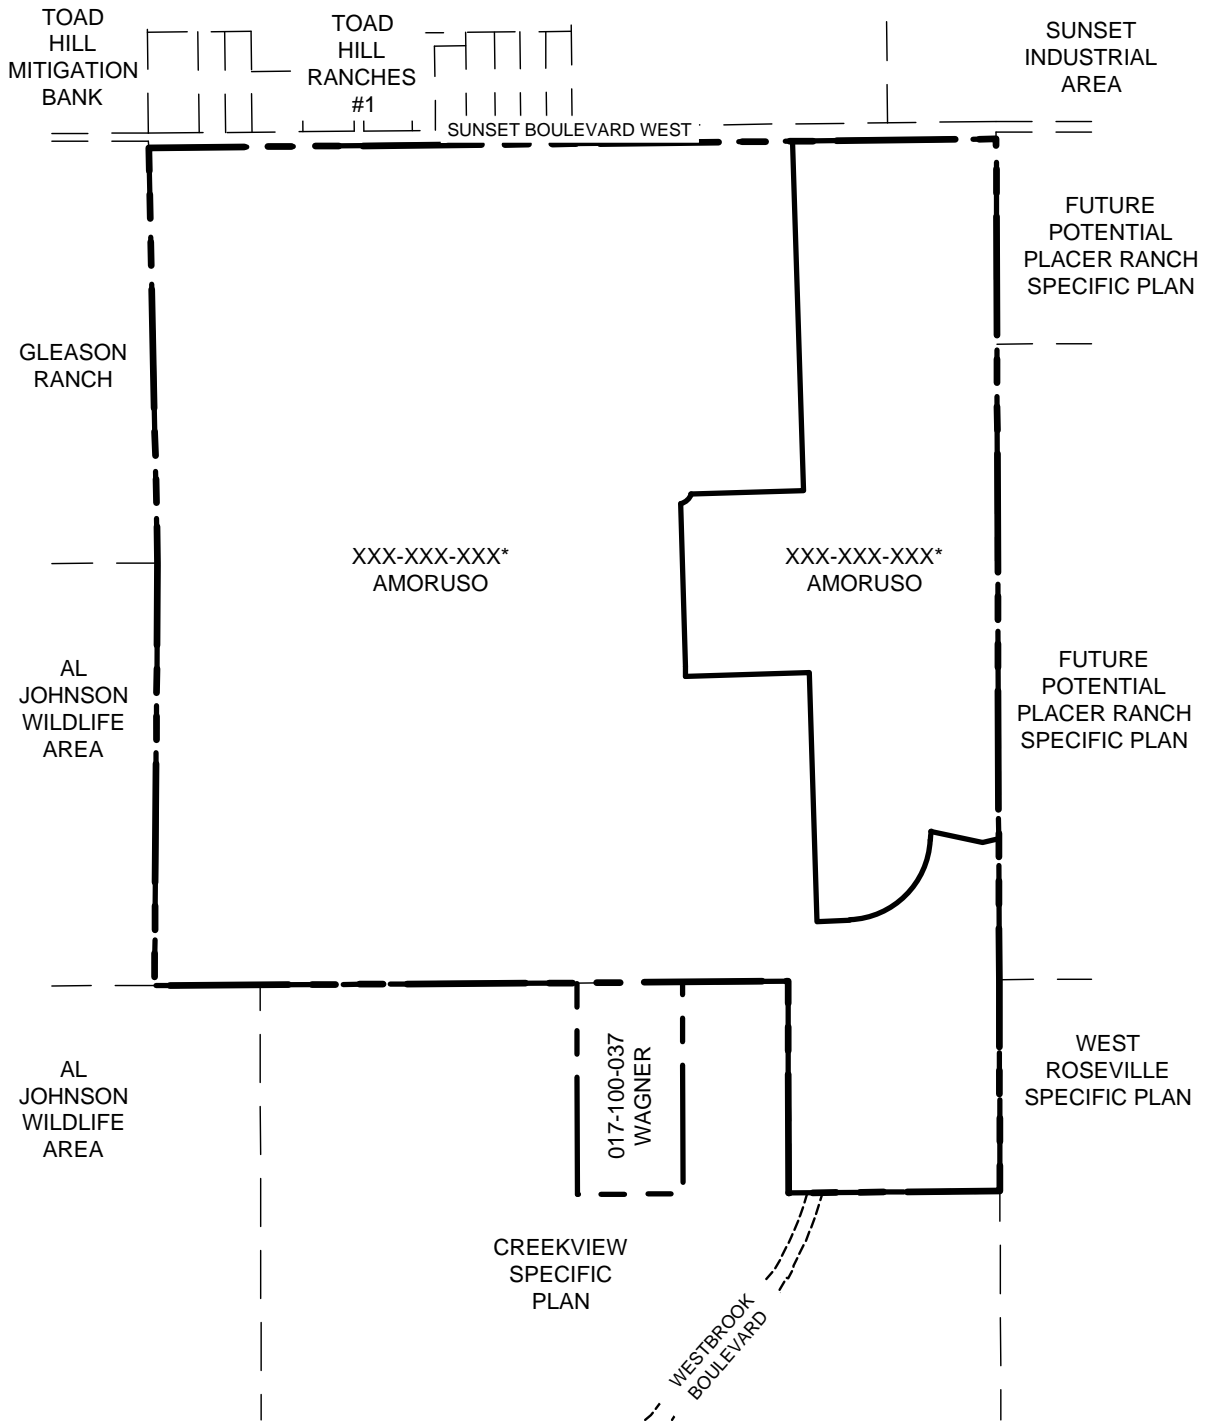 TOAD
HILL
MITIGATION
BANK
TOAD
HILL
RANCHES
#1
SUNSET
INDUSTRIAL
AREA
SUNSET BOULEVARD WEST
FUTURE
POTENTIAL
PLACER RANCH
SPECIFIC PLAN
GLEASON
RANCH
XXX-XXX-XXX*
AMORUSO
XXX-XXX-XXX*
AMORUSO
AL
JOHNSON
WILDLIFE
AREA
FUTURE
POTENTIAL
PLACER RANCH
SPECIFIC PLAN
AL
JOHNSON
WILDLIFE
AREA
017-100-037
WAGNER
WEST
ROSEVILLE
SPECIFIC PLAN
CREEKVIEW
SPECIFIC
PLAN
WESTBROOK
BOULEVARD